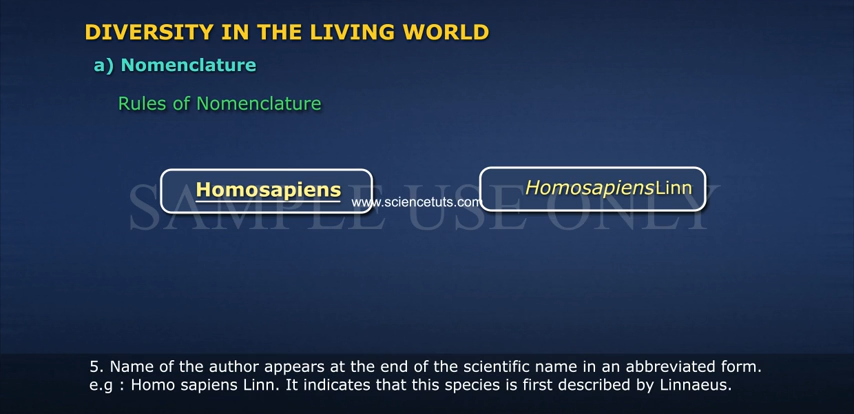 DIVERSITY IN THE LIVING WORLD
a) Nomenclature
Rules of Nomenclature
Homosapiens
HomosapiensLinn
SAMPLE USE ONLY
www.sciencetuts.com
5. Name of the author appears at the end of the scientific name in an abbreviated form.
e.g : Homo sapiens Linn. It indicates that this species is first described by Linnaeus.